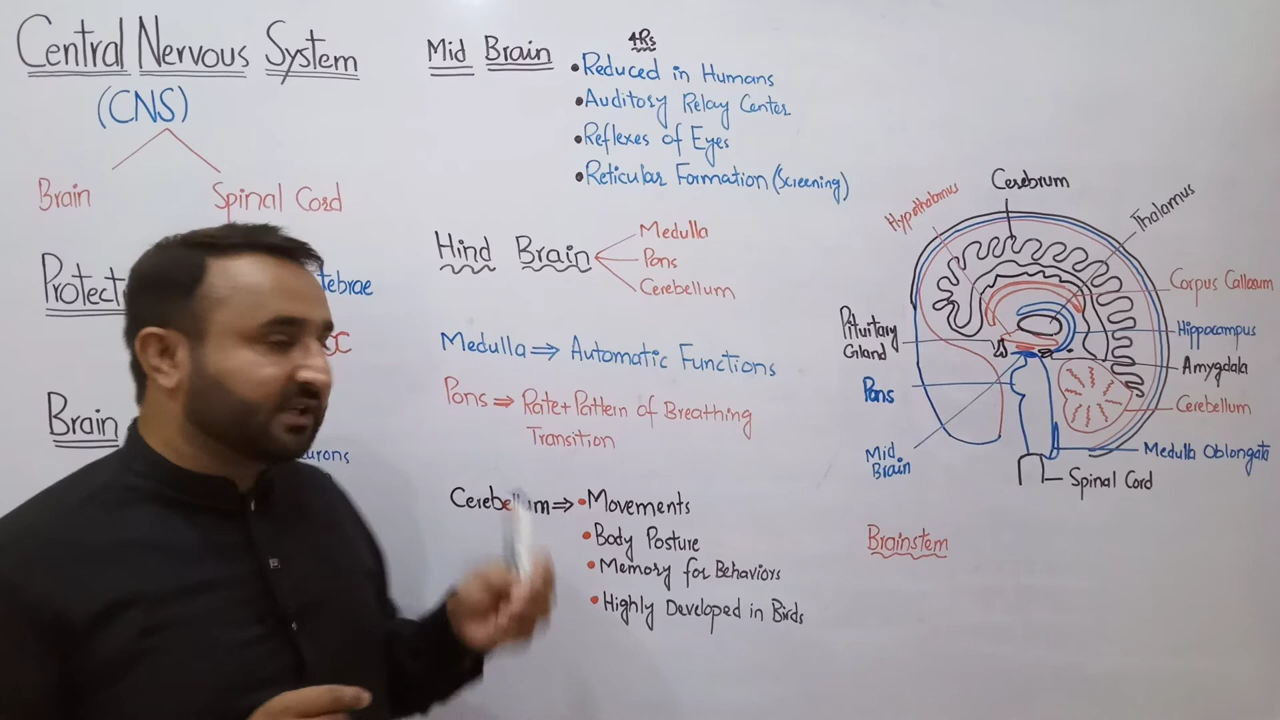 Central Nervous System
(CNS)
Brain
Spinal Cord
Protect
tebrae
Brain
urons
Mid Brain
4Rs
•Reduced in Humans
•Auditory Relay Center
•Reflexes of Eyes
•Reticular Formation (Screening)
Hind Brain
Medulla
Pons
Cerebellum
Medulla ⇒ Automatic Functions
Pons ⇒ Rate+Pattern of Breathing
Transition
Cerebellum ⇒ •Movements
•Body Posture
•Memory for Behaviors
•Highly Developed in Birds
Hypothalamus
Cerebrum
Thalamus
Corpus Callosum
Pituitary
Gland
Hippocampus
Amygdala
Pons
Cerebellum
Mid
Brain
Medulla Oblongata
Spinal Cord
Brainstem